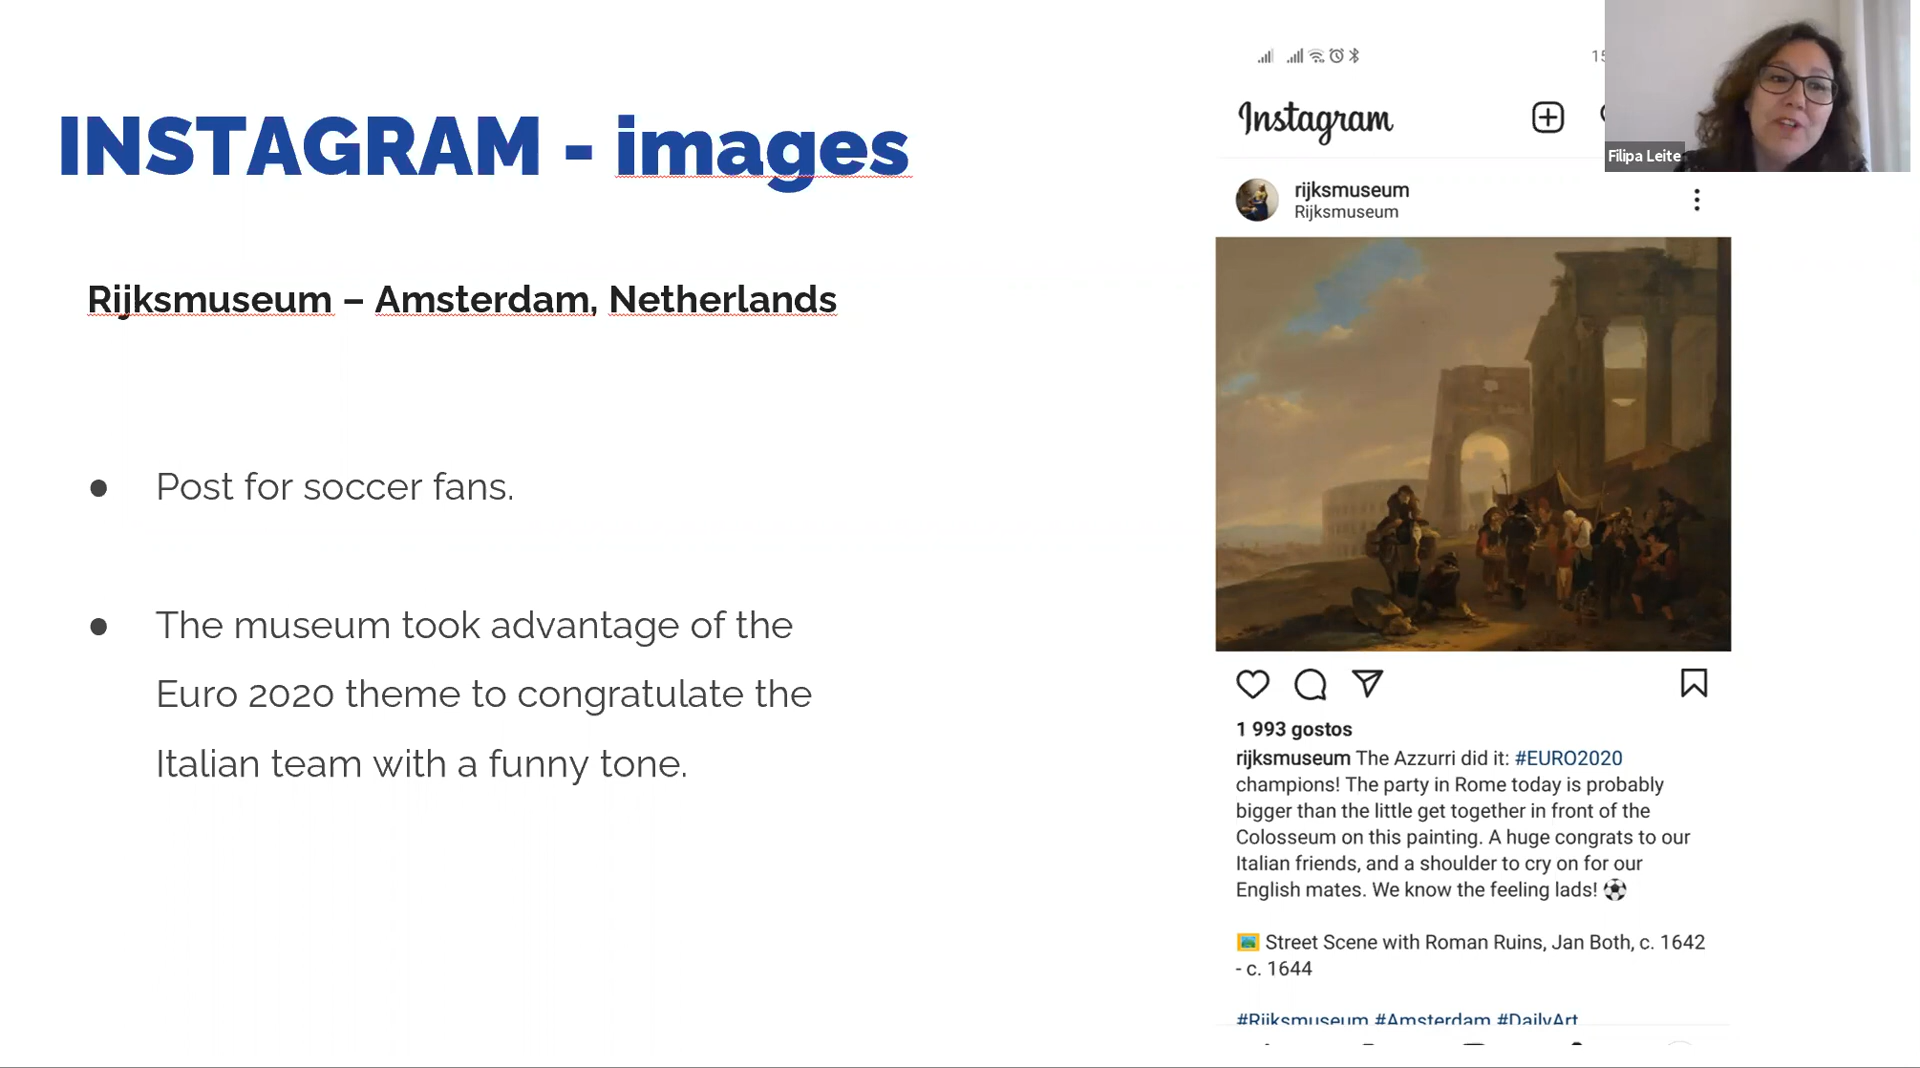 INSTAGRAM - images
Rijksmuseum – Amsterdam, Netherlands
● Post for soccer fans.
● The museum took advantage of the
Euro 2020 theme to congratulate the
Italian team with a funny tone.
Instagram
Filipa Leite
rijksmuseum
Rijksmuseum
1 993 gostos
rijksmuseum The Azzurri did it: #EURO2020
champions! The party in Rome today is probably
bigger than the little get together in front of the
Colosseum on this painting. A huge congrats to our
Italian friends, and a shoulder to cry on for our
English mates. We know the feeling lads! ⚽
🖼️ Street Scene with Roman Ruins, Jan Both, c. 1642
- c. 1644
#Rijksmuseum #Amsterdam #DailyArt